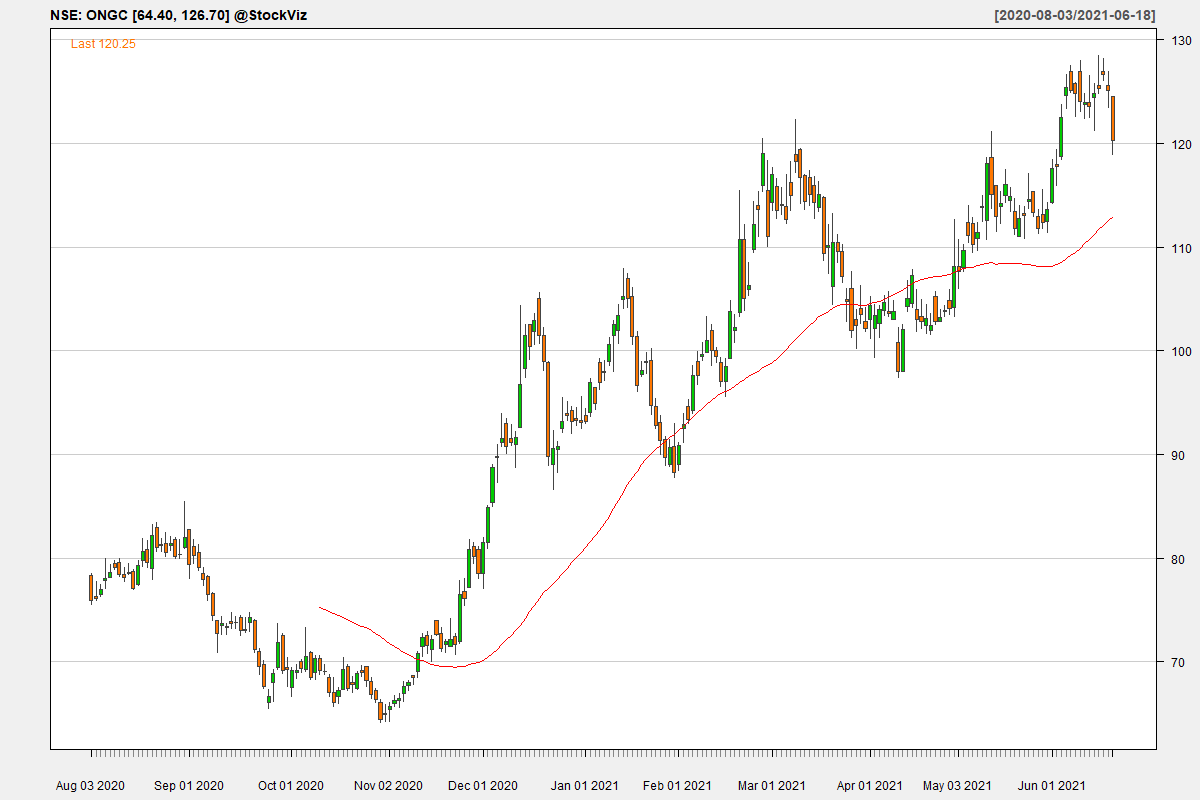 NSE: ONGC [64.40, 126.70] @StockViz
[2020-08-03/2021-06-18]
Last 120.25
130
120
110
100
90
80
70
Aug 03 2020
Sep 01 2020
Oct 01 2020
Nov 02 2020
Dec 01 2020
Jan 01 2021
Feb 01 2021
Mar 01 2021
Apr 01 2021
May 03 2021
Jun 01 2021